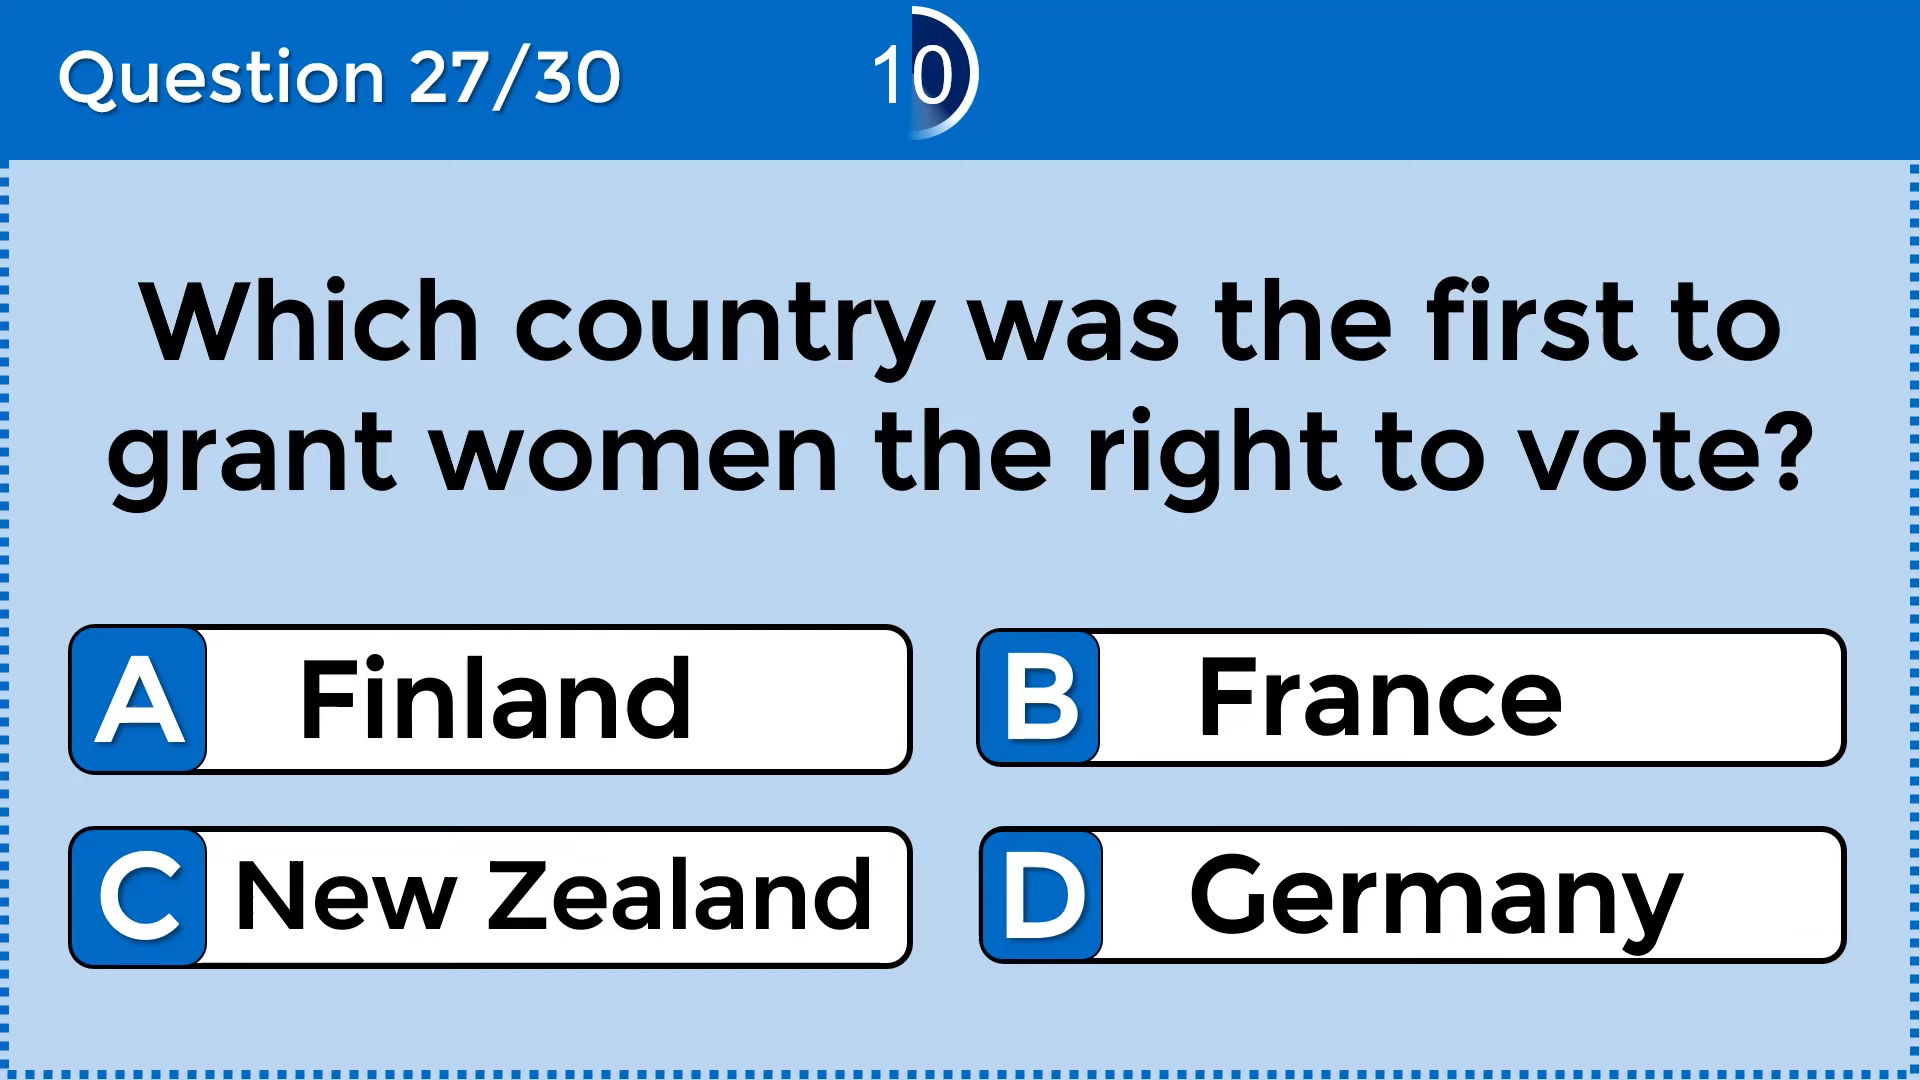 Question 27/30
10
Which country was the first to
grant women the right to vote?
A Finland
B France
C New Zealand
D Germany